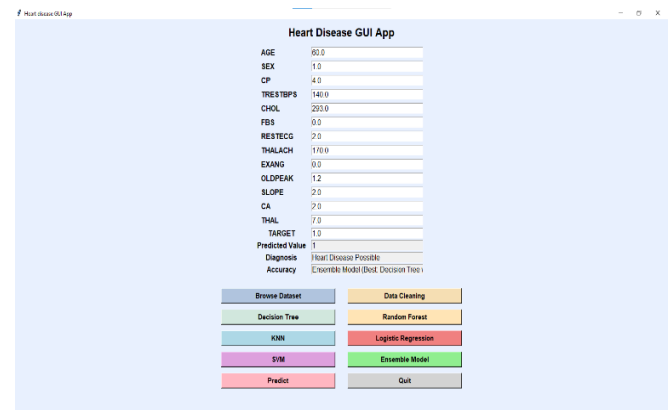 Heart disease GUI App
Heart Disease GUI App
AGE 60.0
SEX 1.0
CP 4.0
TRESTBPS 140.0
CHOL 293.0
FBS 0.0
RESTECG 2.0
THALACH 170.0
EXANG 0.0
OLDPEAK 1.2
SLOPE 2.0
CA 2.0
THAL 7.0
TARGET 1.0
Predicted Value 1
Diagnosis Heart Disease Possible
Accuracy Ensemble Model (Best: Decision Tree
Browse Dataset Data Cleaning
Decision Tree Random Forest
KNN Logistic Regression
SVM Ensemble Model
Predict Quit